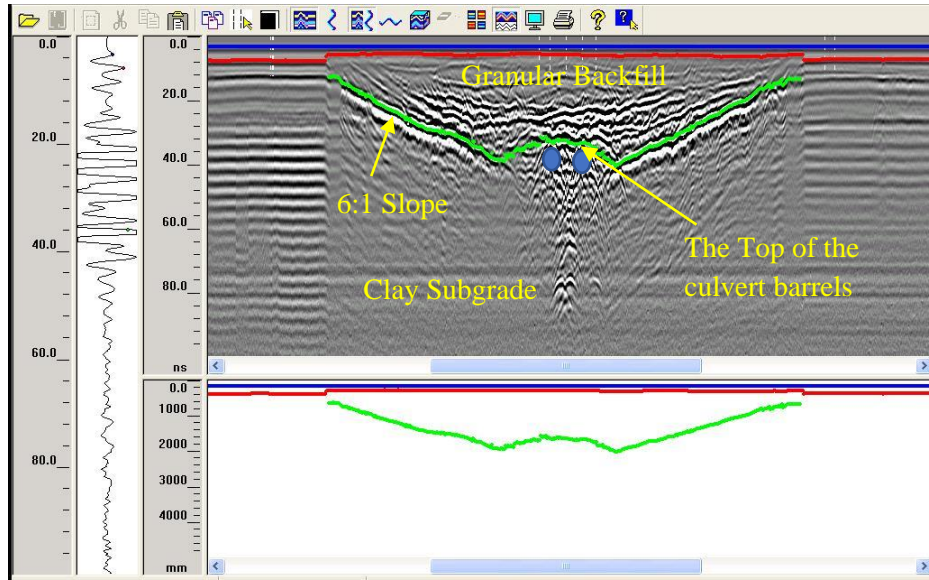 0.0
20.0
40.0
60.0
80.0
0.0
20.0
40.0
60.0
80.0
ns
Granular Backfill
6:1 Slope
The Top of the
culvert barrels
Clay Subgrade
0.0
1000
2000
3000
4000
mm